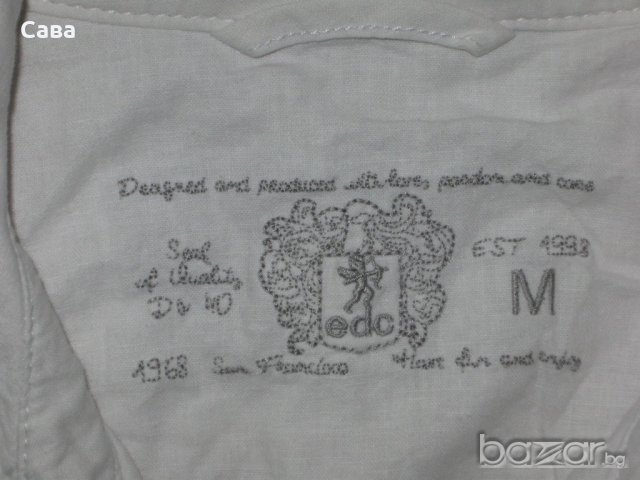 Сава
Designed and produced with love, passion and care
Seal
of Quality
EST 1998
M
edc
1968 San Francisco Have fun and enjoy
bazar.bg